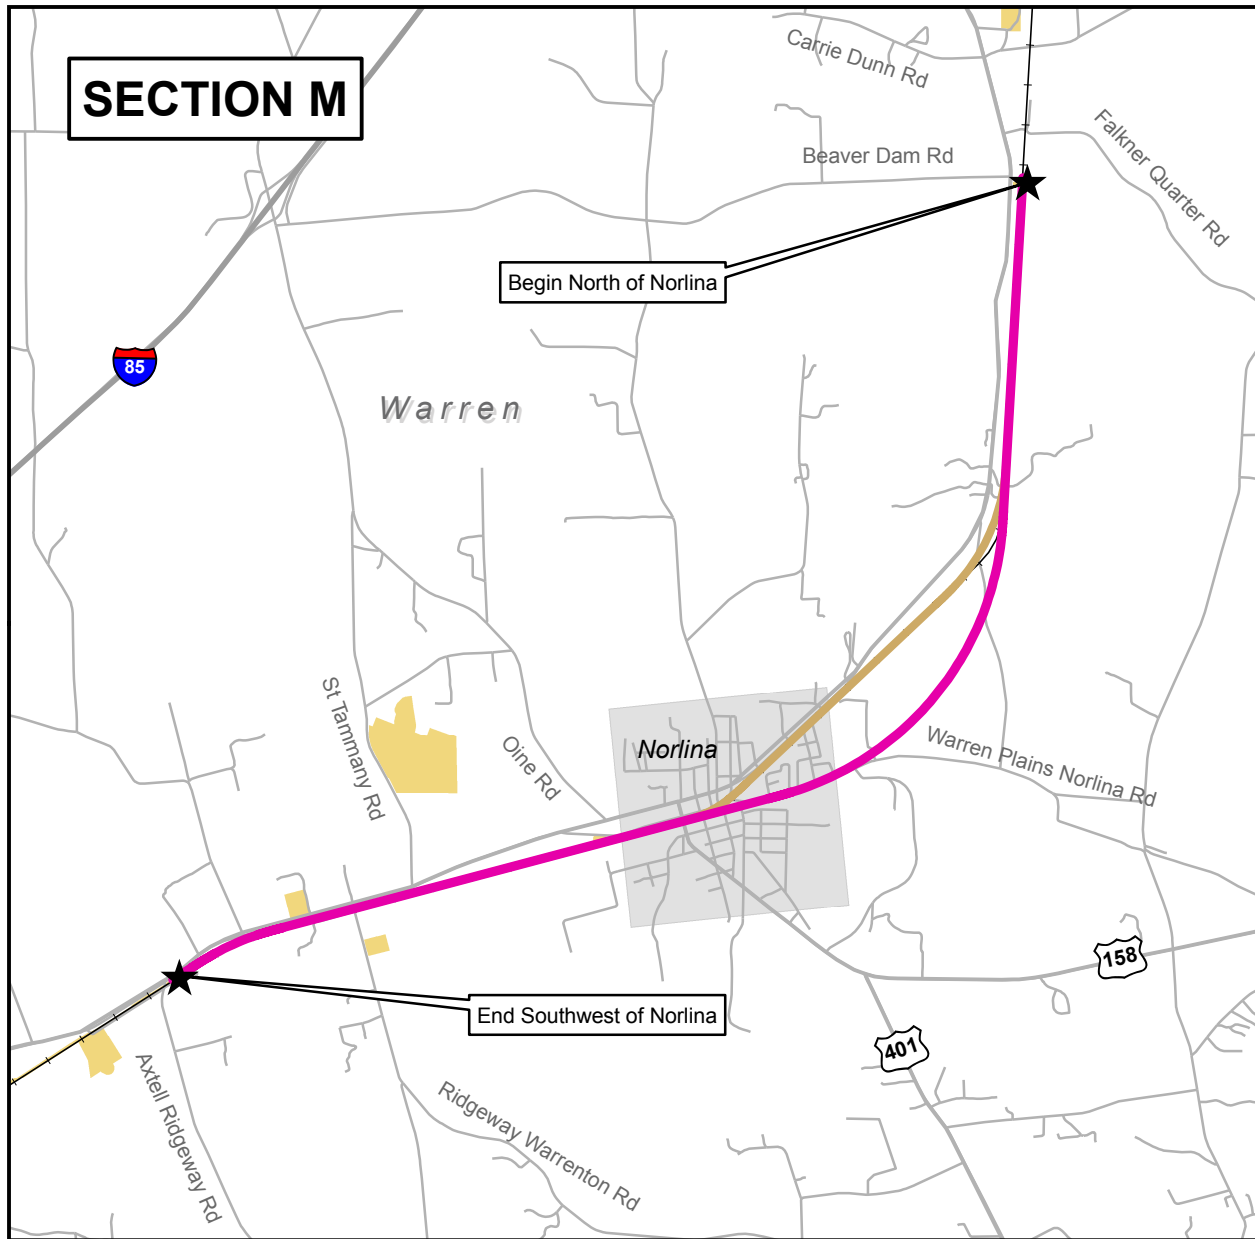 Carrie Dunn Rd
SECTION M
Falkner Quarter Rd
Beaver Dam Rd
Begin North of Norlina
85
Warren
St Tammany Rd
Oine Rd
Norlina
Warren Plains Norlina Rd
158
End Southwest of Norlina
401
Axtell Ridgeway Rd
Ridgeway Warrenton Rd